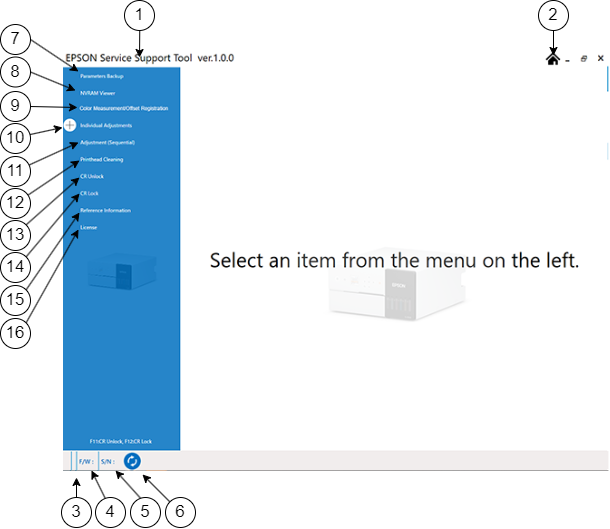 1
2
7
EPSON Service Support Tool ver.1.0.0
8
Parameters Backup
9
NVRAM Viewer
Color Measurement/Offset Registration
10
Individual Adjustments
11
Adjustment (Sequential)
12
Printhead Cleaning
13
CR Unlock
14
CR Lock
15
Reference Information
16
License
Select an item from the menu on the left.
EPSON
F11:CR Unlock, F12:CR Lock
F/W : S/N :
3
4
5
6